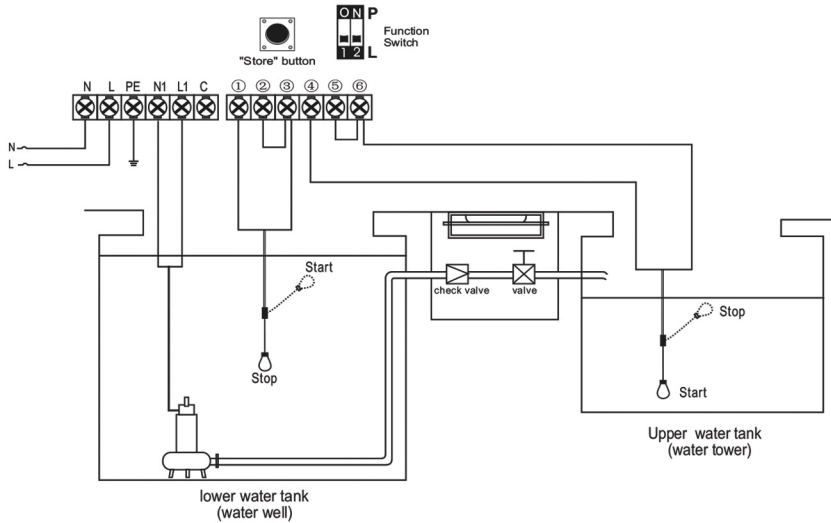 ON P
Function
Switch
1 2 L
"Store" button
N L PE N1 L1 C ① ② ③ ④ ⑤ ⑥
N
L
Start
Stop
check valve
valve
Stop
Start
Upper water tank
(water tower)
lower water tank
(water well)